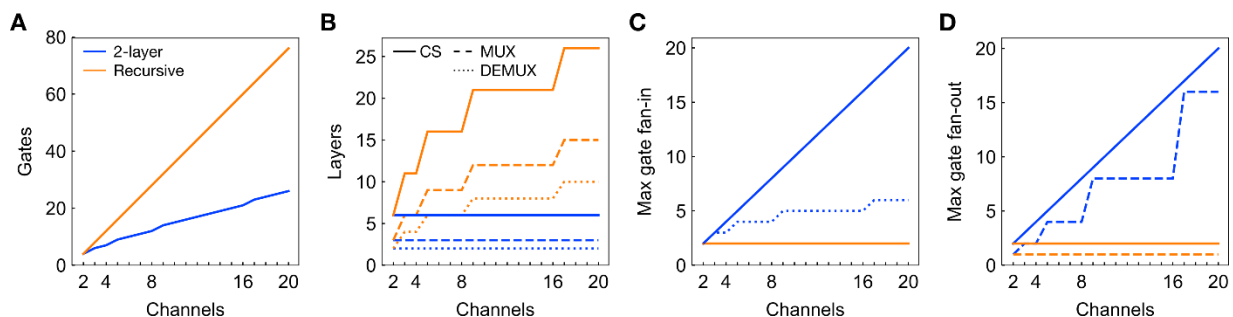 A
80
60
40
20
0
Gates
2-layer
Recursive
2 4 8 16 20
Channels
B
25
20
15
10
5
0
Layers
CS
MUX
DEMUX
2 4 8 16 20
Channels
C
20
15
10
5
0
Max gate fan-in
2 4 8 16 20
Channels
D
20
15
10
5
0
Max gate fan-out
2 4 8 16 20
Channels